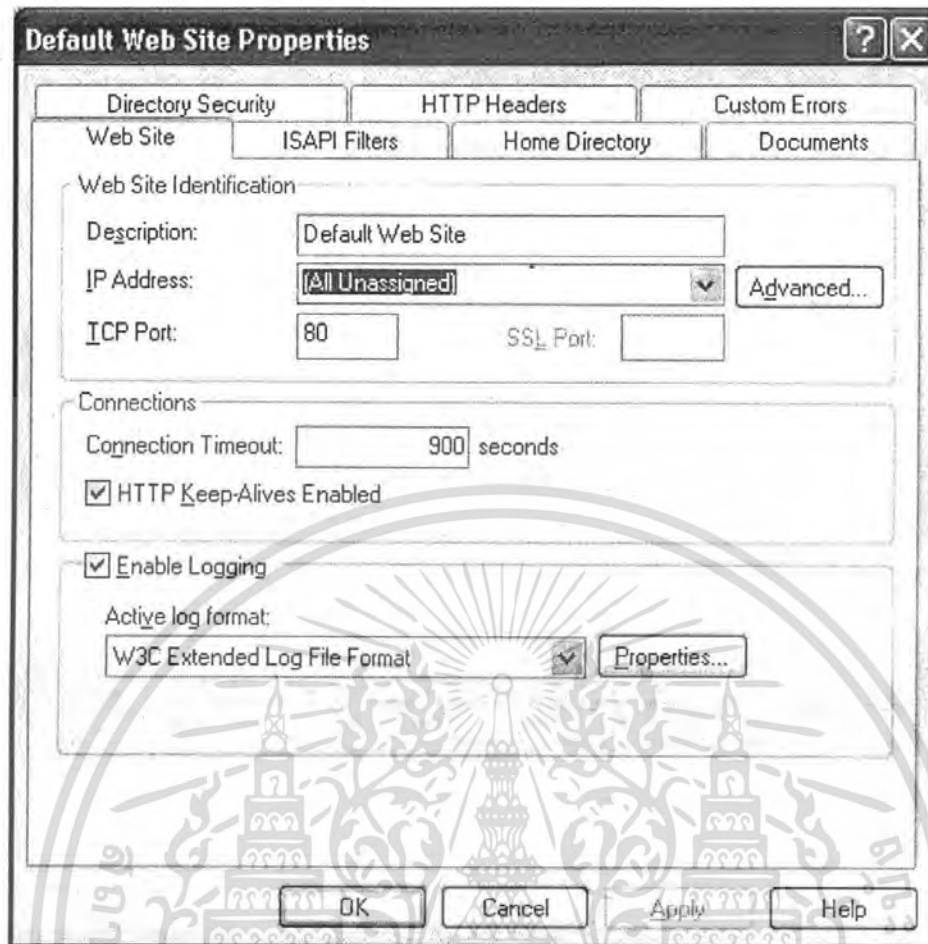 Default Web Site Properties
Directory Security HTTP Headers Custom Errors
Web Site ISAPI Filters Home Directory Documents
Web Site Identification
Description: Default Web Site
IP Address: (All Unassigned) Advanced...
TCP Port: 80 SSL Port:
Connections
Connection Timeout: 900 seconds
HTTP Keep-Alives Enabled
Enable Logging
Active log format:
W3C Extended Log File Format Properties...
OK Cancel Apply Help